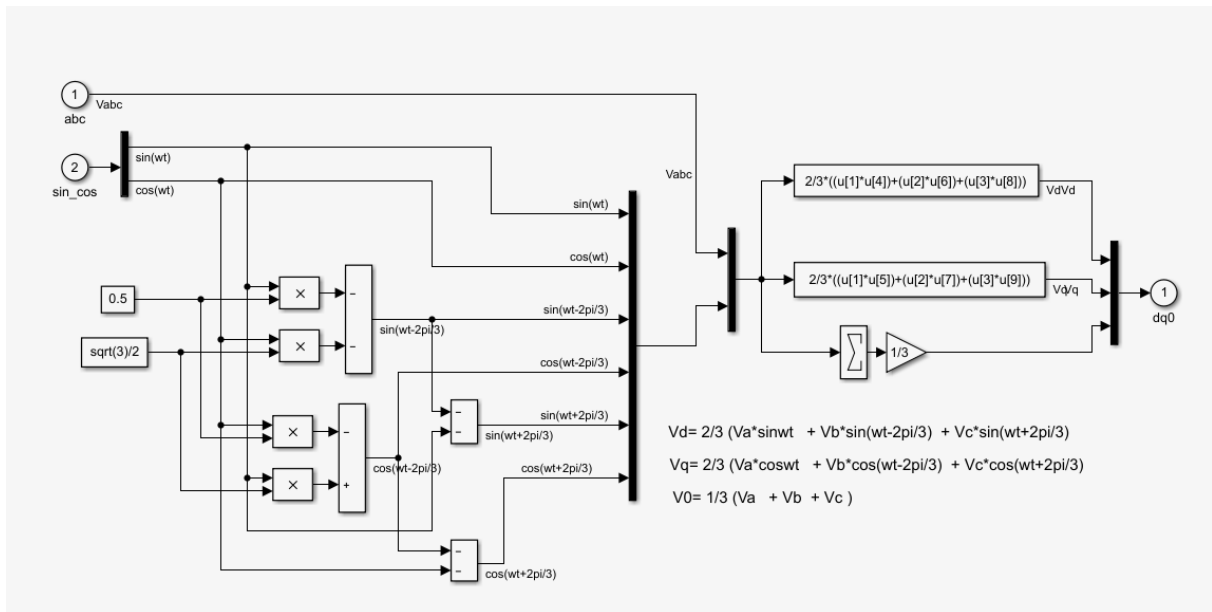 1
Vabc
abc
2
sin_cos
sin(wt)
cos(wt)
Vabc
2/3*((u[1]*u[4])+(u[2]*u[6])+(u[3]*u[8]))
VdVd
sin(wt)
cos(wt)
0.5
×
-
2/3*((u[1]*u[5])+(u[2]*u[7])+(u[3]*u[9]))
VqVq
1
dq0
sin(wt-2pi/3)
sin(wt-2pi/3)
sqrt(3)/2
×
-
Σ
1/3
cos(wt-2pi/3)
×
-
-
-
sin(wt+2pi/3)
sin(wt+2pi/3)
cos(wt-2pi/3)
cos(wt+2pi/3)
×
+
-
-
cos(wt+2pi/3)
Vd= 2/3 (Va*sinwt + Vb*sin(wt-2pi/3) + Vc*sin(wt+2pi/3)
Vq= 2/3 (Va*coswt + Vb*cos(wt-2pi/3) + Vc*cos(wt+2pi/3)
V0= 1/3 (Va + Vb + Vc )